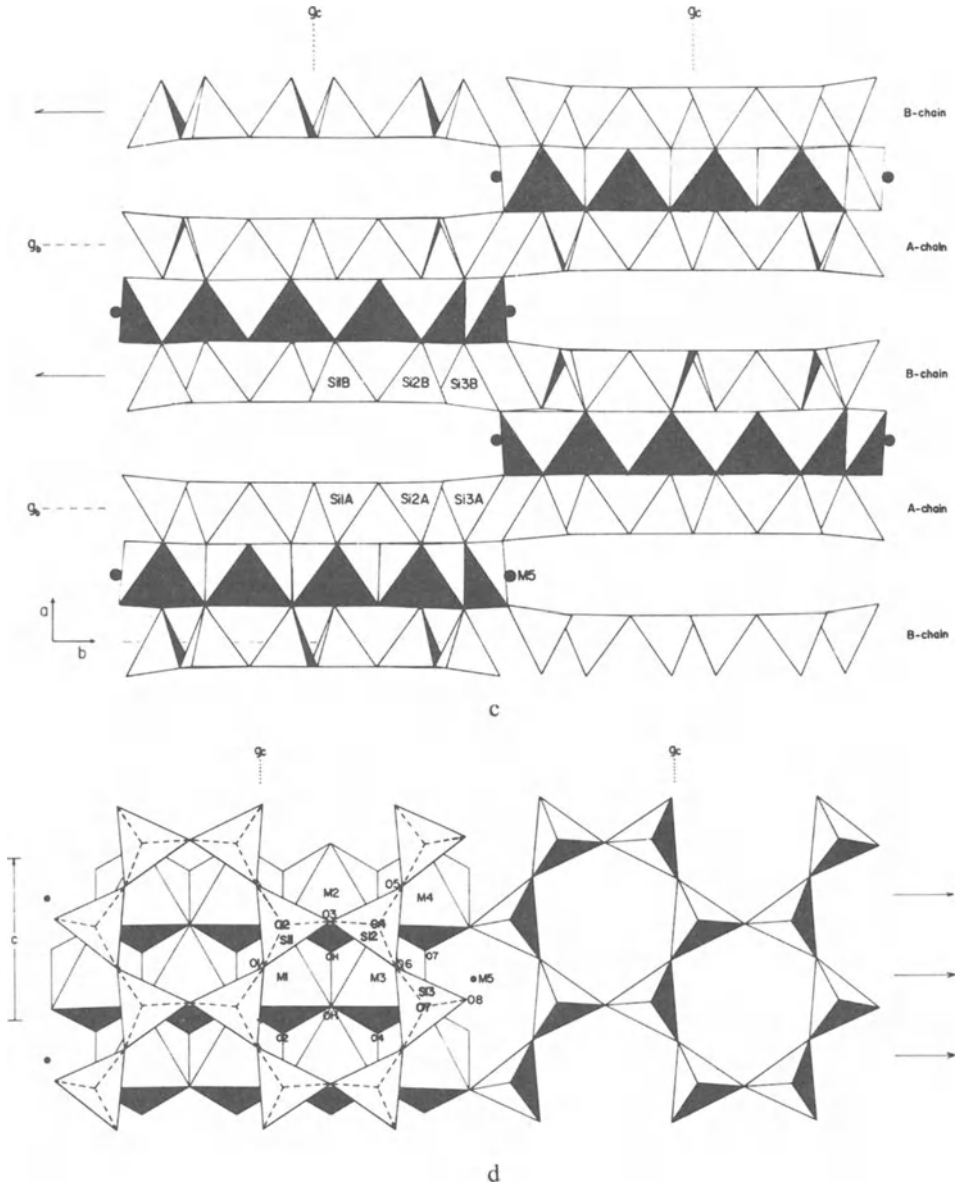 gc gc
B-chain
gb A-chain
Si1B Si2B Si3B B-chain
gb Si1A Si2A Si3A A-chain
M5
a
b
B-chain
c
gc gc
c
M2 O5 M4
O2 O3 O4
Si1 Si2
OH O7
O1 M1 M3 O6 M5
Si3
O7 O8
OH
O2 O4
d